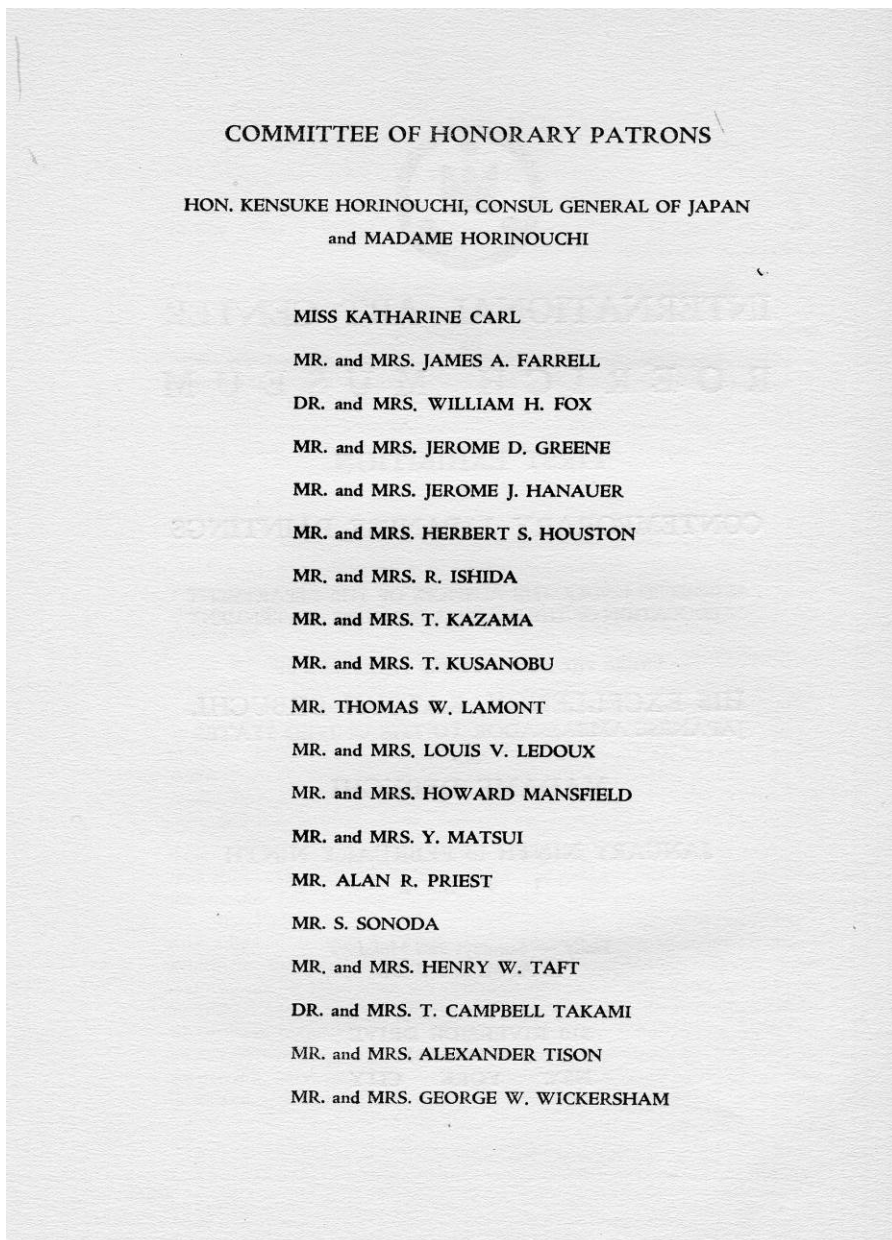 COMMITTEE OF HONORARY PATRONS
HON. KENSUKE HORINOUCHI, CONSUL GENERAL OF JAPAN
and MADAME HORINOUCHI
MISS KATHARINE CARL
MR. and MRS. JAMES A. FARRELL
DR. and MRS. WILLIAM H. FOX
MR. and MRS. JEROME D. GREENE
MR. and MRS. JEROME J. HANAUER
MR. and MRS. HERBERT S. HOUSTON
MR. and MRS. R. ISHIDA
MR. and MRS. T. KAZAMA
MR. and MRS. T. KUSANOBU
MR. THOMAS W. LAMONT
MR. and MRS. LOUIS V. LEDOUX
MR. and MRS. HOWARD MANSFIELD
MR. and MRS. Y. MATSUI
MR. ALAN R. PRIEST
MR. S. SONODA
MR. and MRS. HENRY W. TAFT
DR. and MRS. T. CAMPBELL TAKAMI
MR. and MRS. ALEXANDER TISON
MR. and MRS. GEORGE W. WICKERSHAM